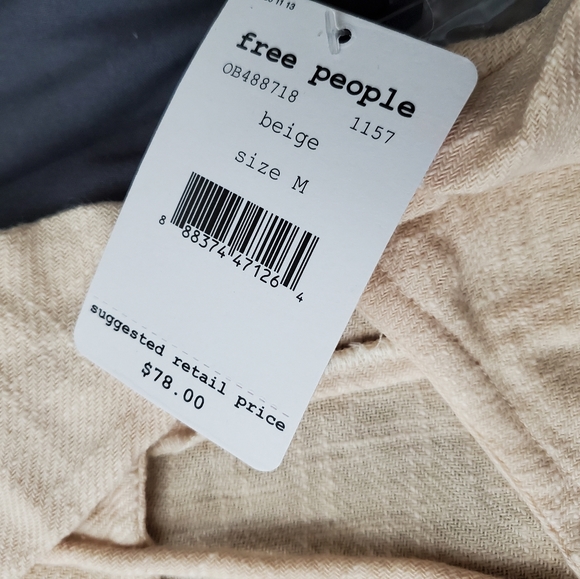 free people
OB488718 1157
beige
size M
8 88374 47126 4
suggested retail price
$78.00